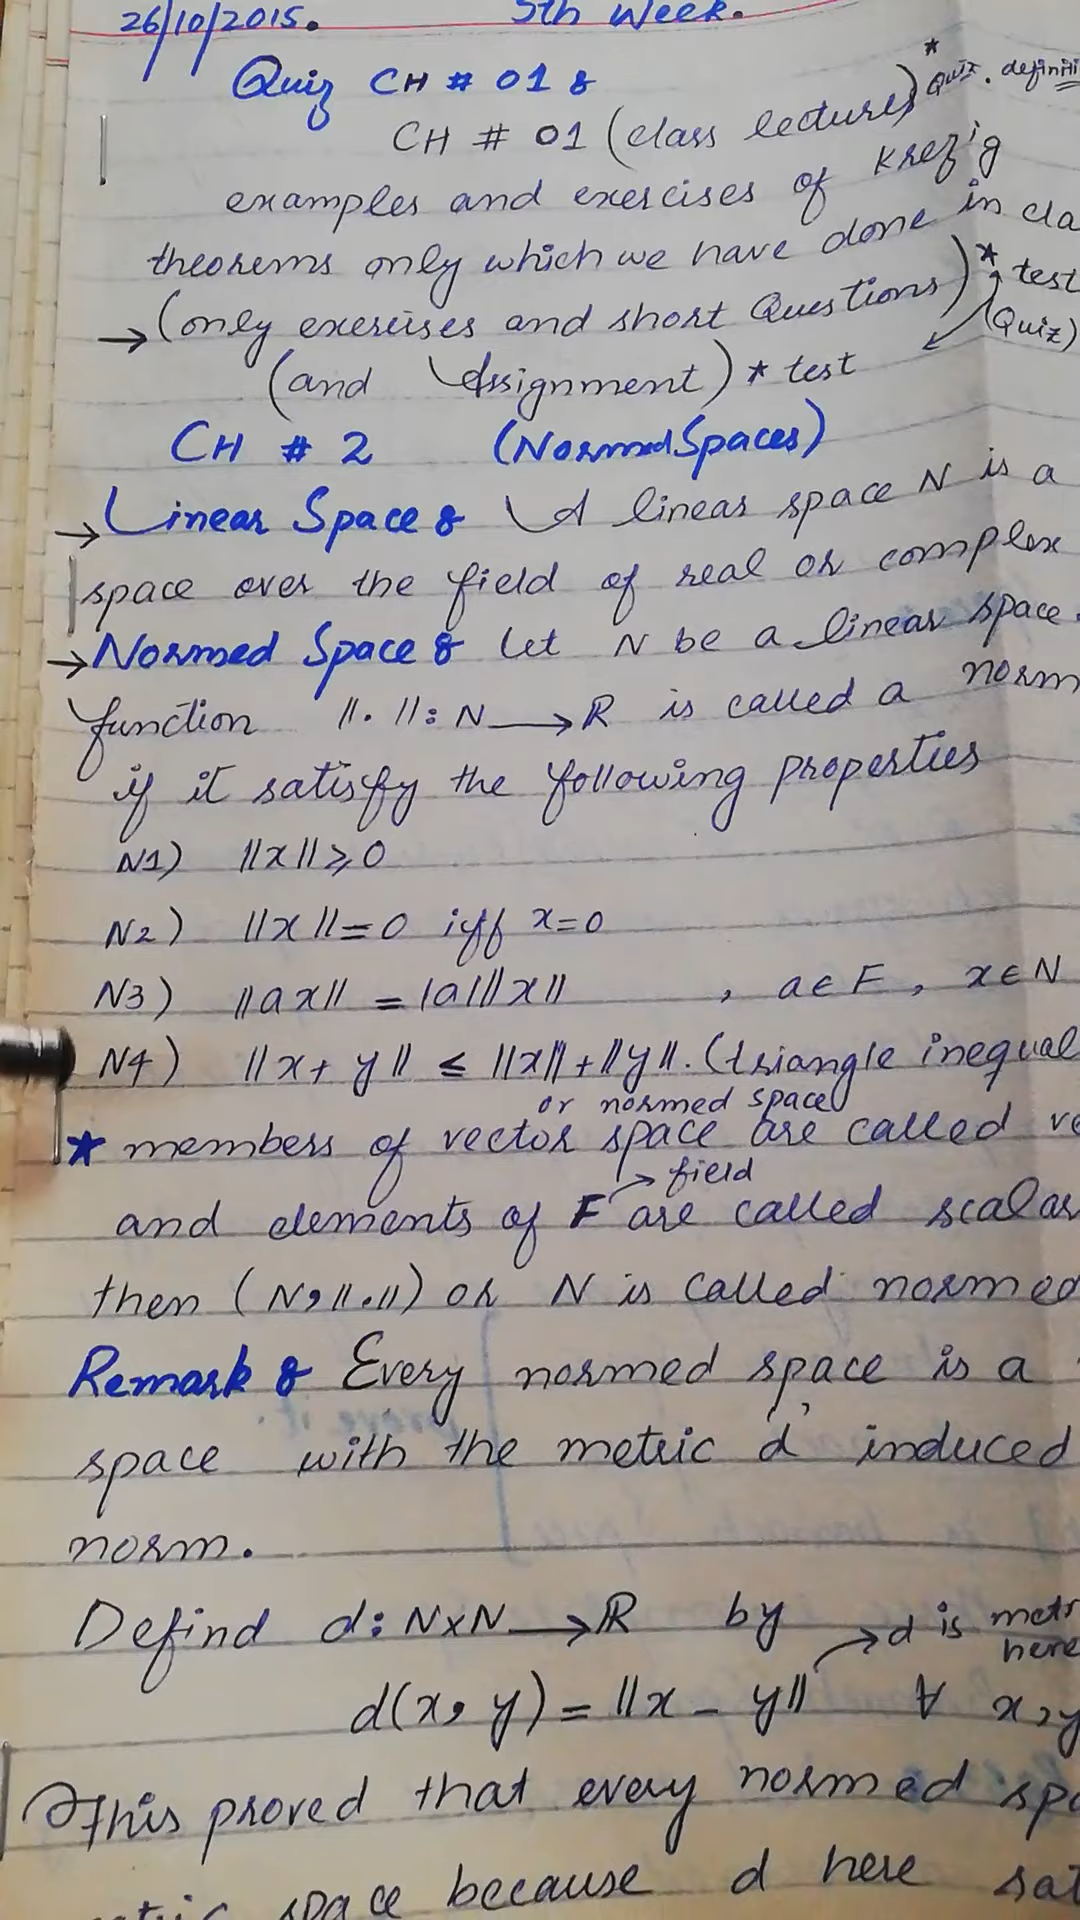 26/10/2015. 5th Week.
Quiz CH # 01 :
* Quiz. definiti
CH # 01 (class lectures)
examples and exercises of Krezig
theorems only which we have done in cla
→ (only exercises and short Questions)* test
(Quiz)
(and Assignment) * test
CH # 2 (Normed Spaces)
→ Linear Space : A linear space N is a
space over the field of real or complex
→ Normed Space : let N be a linear space.
function ||.|| : N → R is called a norm
if it satisfy the following properties
N1) ||x|| ≥ 0
N2) ||x|| = 0 iff x=0
N3) ||ax|| = |a|||x|| , a∈F, x∈N
N4) ||x+y|| ≤ ||x||+||y||. (triangle inequal
or normed space
* members of vector space are called ve
→ field
and elements of F are called scalar
then (N,||.||) or N is called normed
Remark : Every normed space is a
space with the metric 'd' induced
norm.
Defind d: N×N → R by → d is metr
here
d(x, y) = ||x - y|| ∀ x,y
This proved that every normed spa
space because d here sat